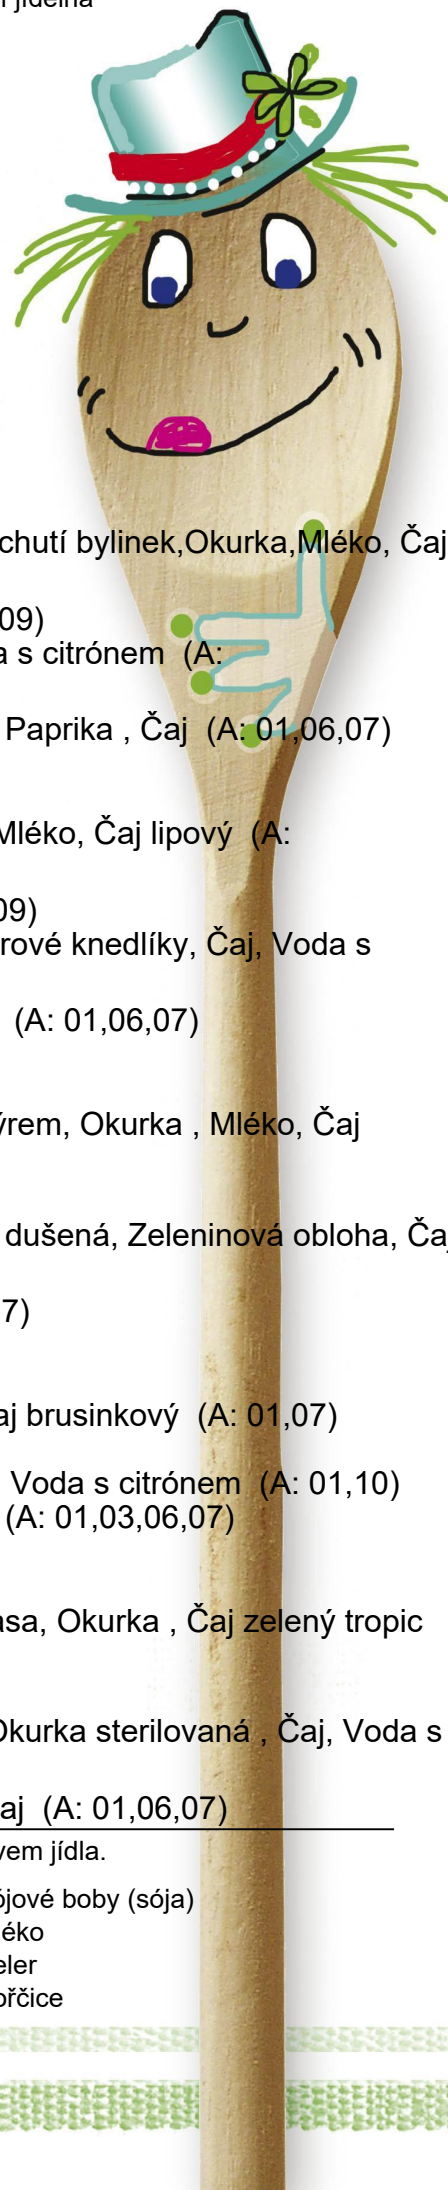 jídelna
chutí bylinek,Okurka,Mléko, Čaj
09)
s citrónem (A:
Paprika , Čaj (A: 01,06,07)
Mléko, Čaj lipový (A:
09)
rové knedlíky, Čaj, Voda s
(A: 01,06,07)
ýrem, Okurka , Mléko, Čaj
dušená, Zeleninová obloha, Čaj
7)
aj brusinkový (A: 01,07)
Voda s citrónem (A: 01,10)
(A: 01,03,06,07)
asa, Okurka , Čaj zelený tropic
Okurka sterilovaná , Čaj, Voda s
aj (A: 01,06,07)
vem jídla.
ójové boby (sója)
léko
eler
ořčice